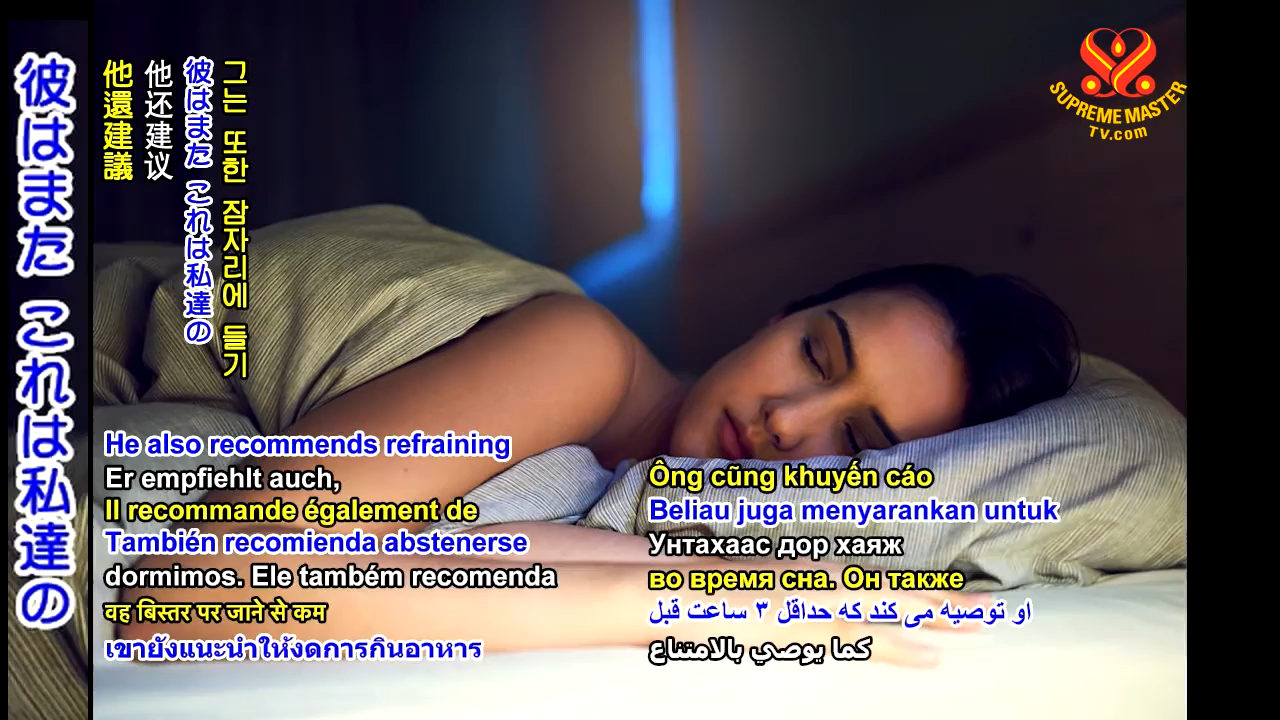 彼はまた これは私達の
他還建議
他还建议
彼はまた これは私達の
그는 또한 잠자리에 들기
SUPREME MASTER
TV.com
He also recommends refraining
Er empfiehlt auch,
Il recommande également de
También recomienda abstenerse
dormimos. Ele também recomenda
वह बिस्तर पर जाने से कम
เขายังแนะนำให้งดการกินอาหาร
Ông cũng khuyến cáo
Beliau juga menyarankan untuk
Унтахаас дор хаяж
во время сна. Он также
او توصیه می کند که حداقل ۳ ساعت قبل
كما يوصي بالامتناع